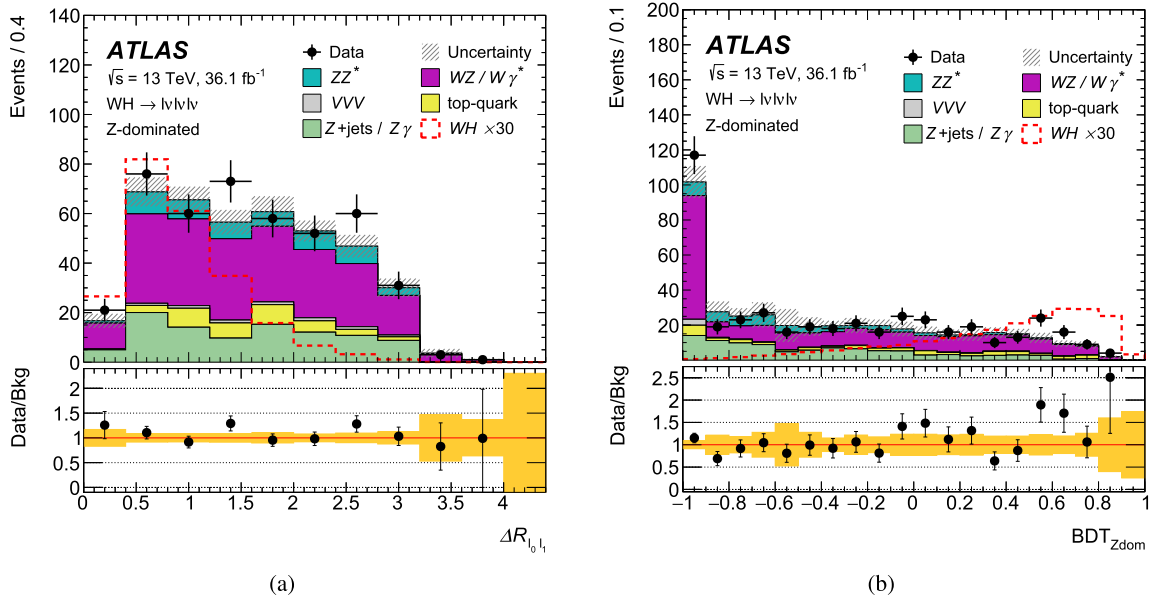 Events / 0.4
140
120
100
80
60
40
20
0
ATLAS
√s = 13 TeV, 36.1 fb⁻¹
WH → lνlνlν
Z-dominated
Data
Uncertainty
ZZ*
WZ / Wγ*
VVV
top-quark
Z+jets / Zγ
WH ×30
Data/Bkg
2
1.5
1
0.5
0
0 0.5 1 1.5 2 2.5 3 3.5 4
ΔR_{l₀ l₁}
(a)
Events / 0.1
200
180
160
140
120
100
80
60
40
20
0
ATLAS
√s = 13 TeV, 36.1 fb⁻¹
WH → lνlνlν
Z-dominated
Data
Uncertainty
ZZ*
WZ / Wγ*
VVV
top-quark
Z+jets / Zγ
WH ×30
Data/Bkg
2.5
2
1.5
1
0.5
0
−1 −0.8 −0.6 −0.4 −0.2 0 0.2 0.4 0.6 0.8 1
BDT_{Zdom}
(b)